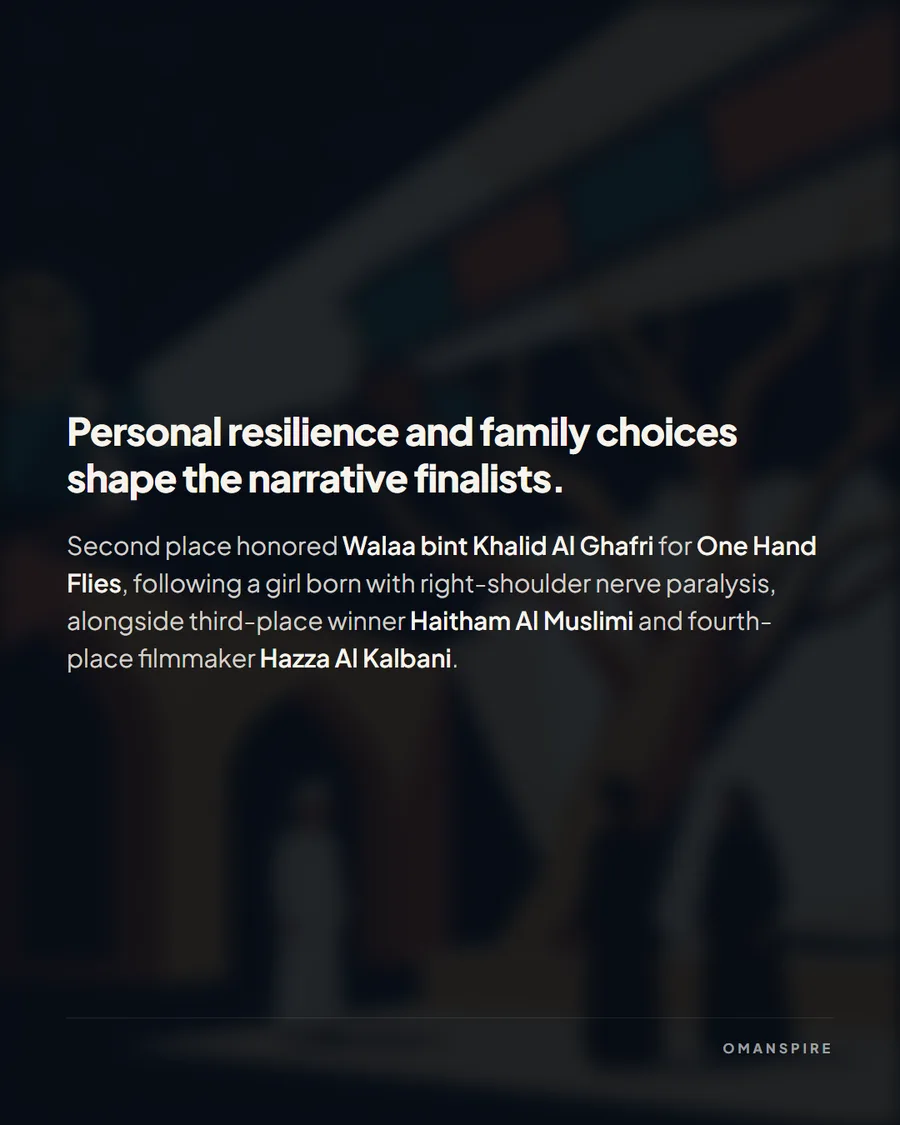 Personal resilience and family choices
shape the narrative finalists.
Second place honored Walaa bint Khalid Al Ghafri for One Hand
Flies, following a girl born with right-shoulder nerve paralysis,
alongside third-place winner Haitham Al Muslimi and fourth-
place filmmaker Hazza Al Kalbani.
OMANSPIRE